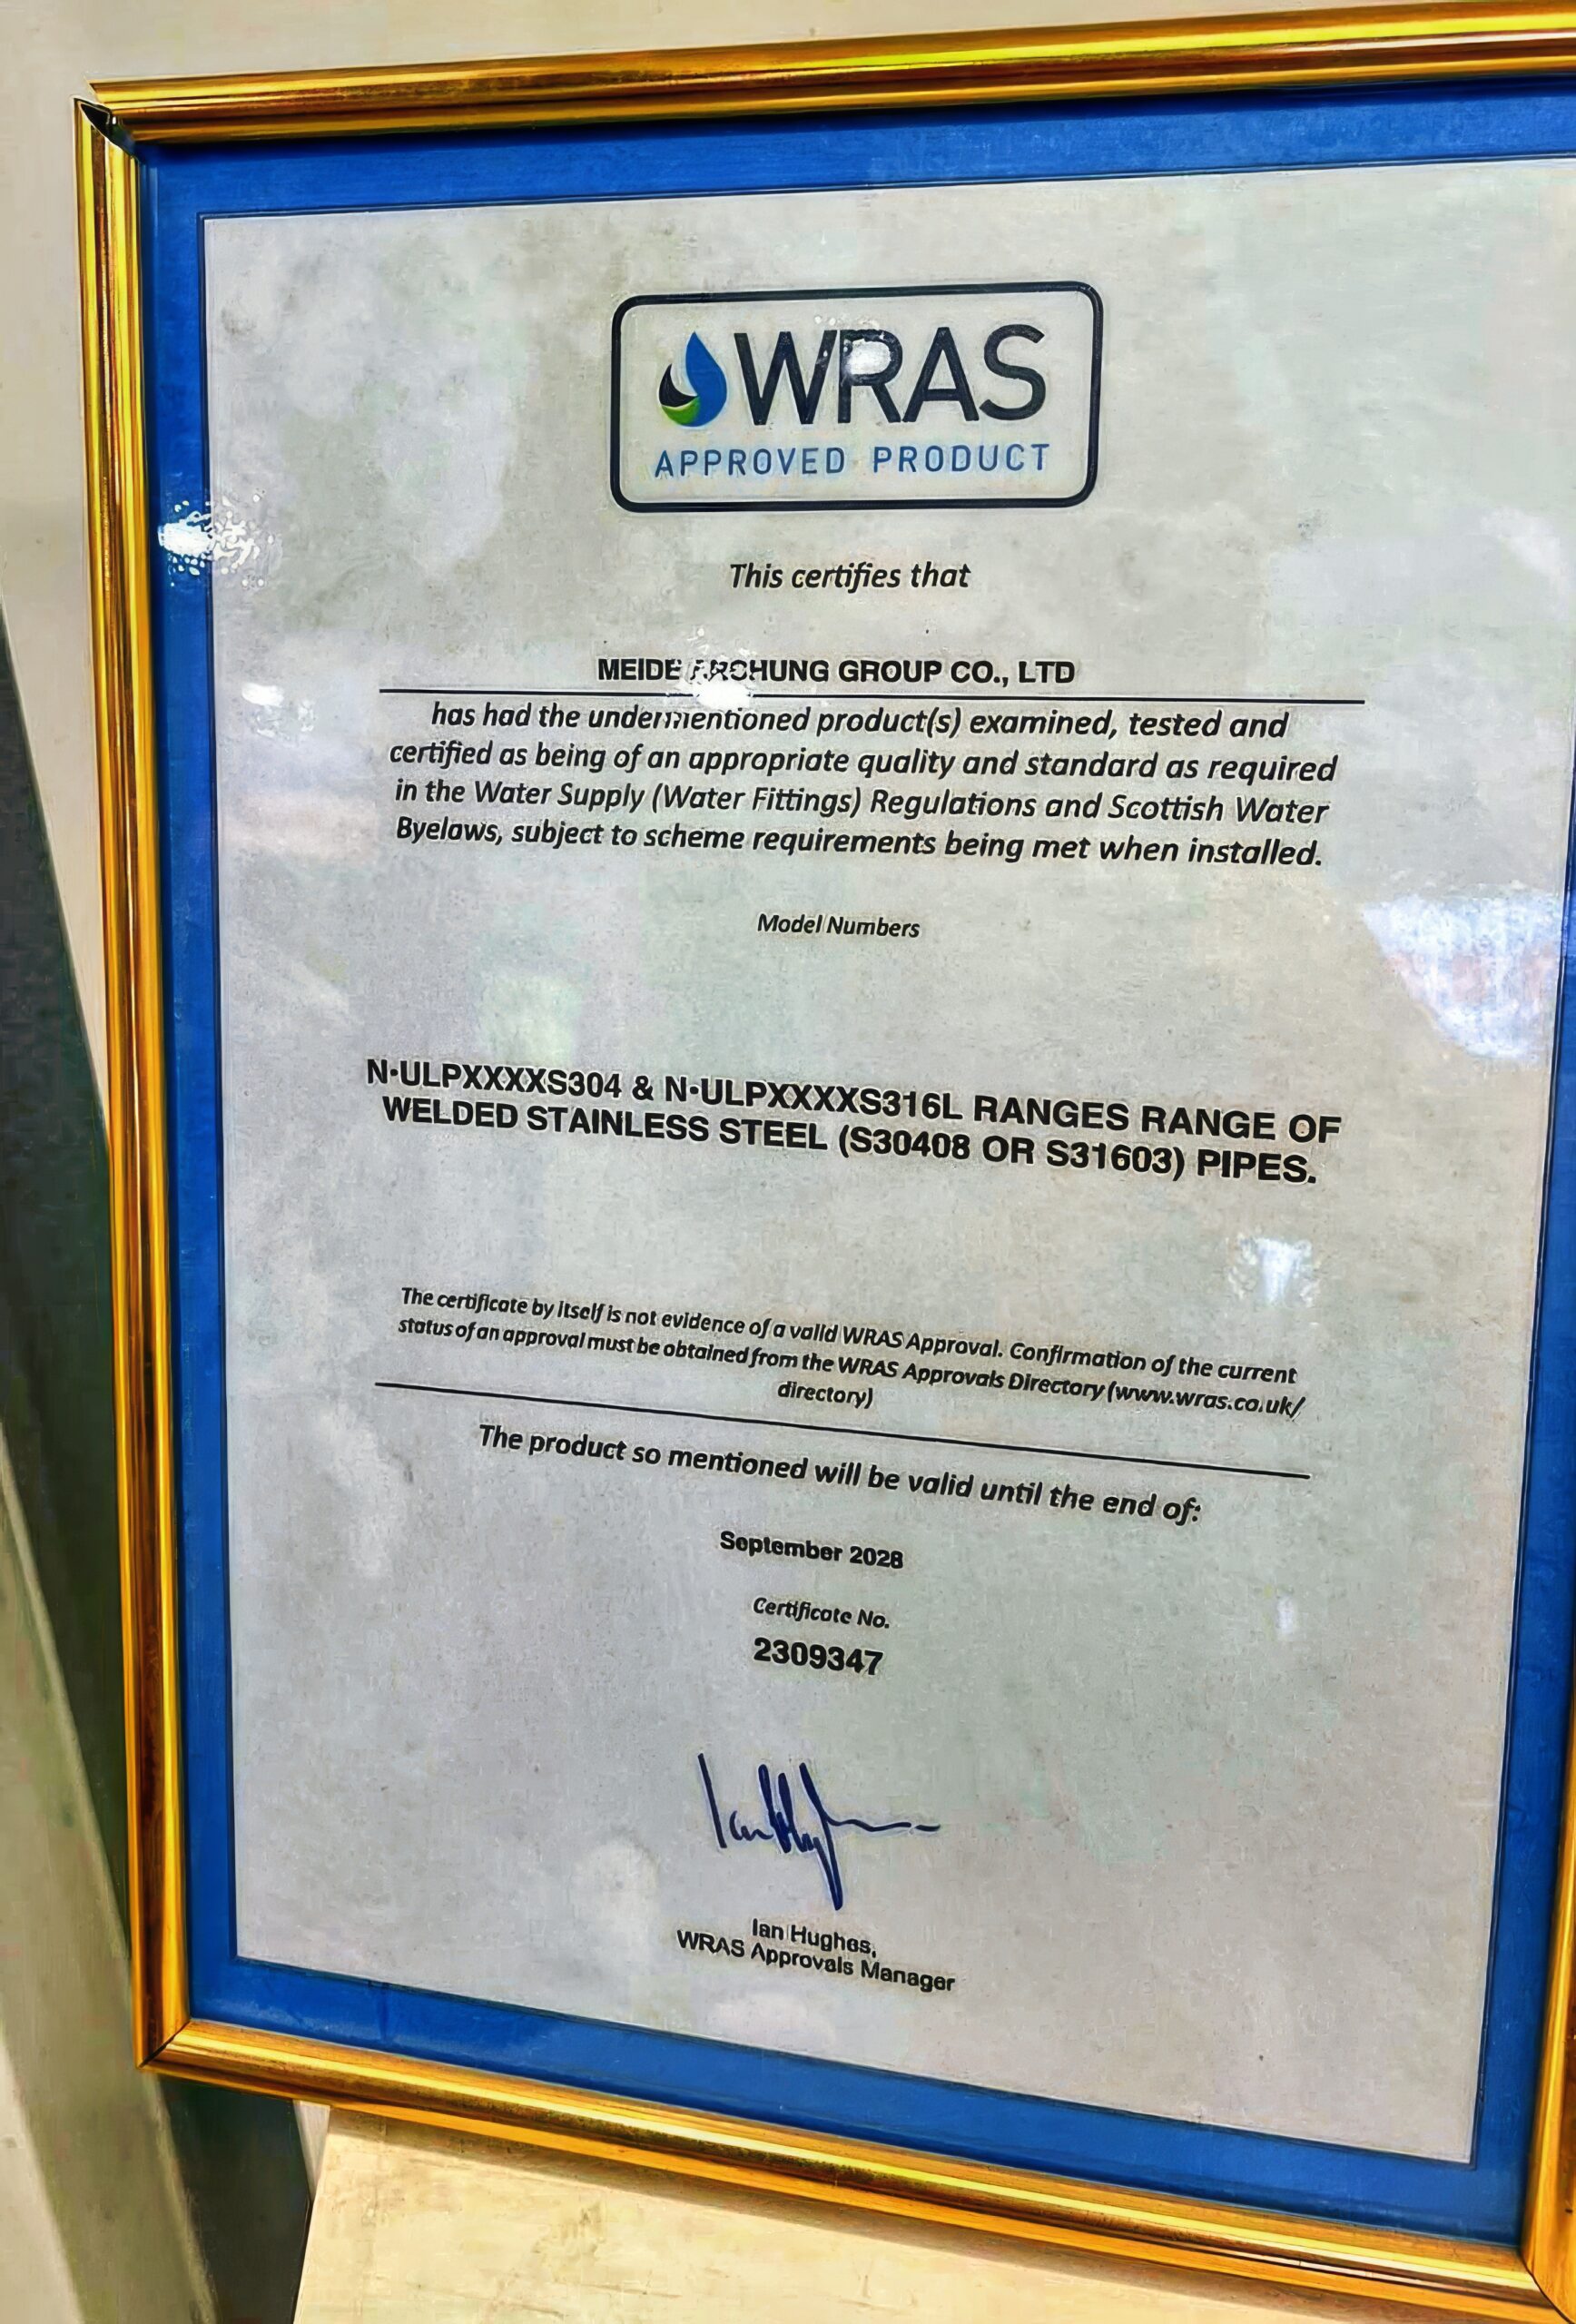 WRAS
APPROVED PRODUCT
This certifies that
MEIDE ARCHUNG GROUP CO., LTD
has had the undermentioned product(s) examined, tested and
certified as being of an appropriate quality and standard as required
in the Water Supply (Water Fittings) Regulations and Scottish Water
Byelaws, subject to scheme requirements being met when installed.
Model Numbers
N-ULPXXXXS304 & N-ULPXXXXS316L RANGES RANGE OF
WELDED STAINLESS STEEL (S30408 OR S31603) PIPES.
The certificate by itself is not evidence of a valid WRAS Approval. Confirmation of the current
status of an approval must be obtained from the WRAS Approvals Directory (www.wras.co.uk/
directory)
The product so mentioned will be valid until the end of:
September 2028
Certificate No.
2309347
Ian Hughes,
WRAS Approvals Manager